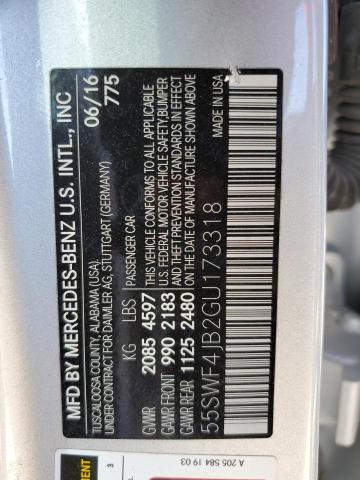 MFD BY MERCEDES-BENZ U.S. INTL., INC
TUSCALOOSA COUNTY, ALABAMA (USA),
UNDER CONTRACT FOR DAIMLER AG, STUTTGART (GERMANY)
06/16
775
KG LBS PASSENGER CAR
GVWR 2085 4597 THIS VEHICLE CONFORMS TO ALL APPLICABLE
GAWR FRONT 990 2183 U.S. FEDERAL MOTOR VEHICLE SAFETY/BUMPER
GAWR REAR 1125 2480 & THEFT PREVENTION STANDARDS IN EFFECT
ON THE DATE OF MANUFACTURE SHOWN ABOVE.
MADE IN USA
55SWF4JB2GU173318
A 205 584 19 03
3